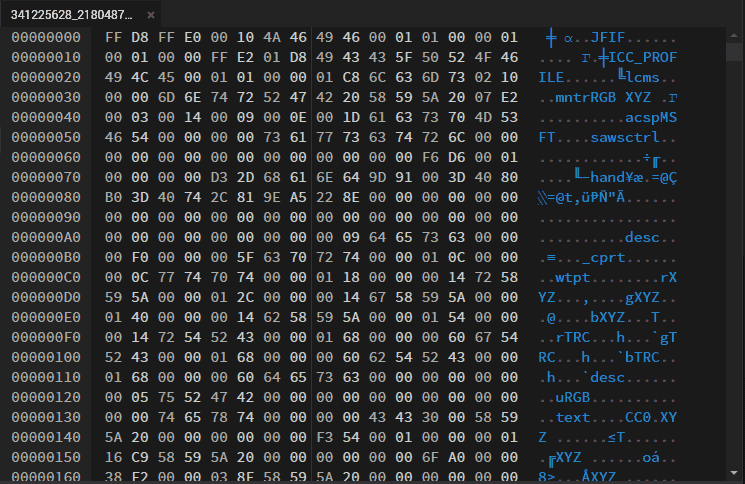 341225628_2180487... ×
00000000 FF D8 FF E0 00 10 4A 46 49 46 00 01 01 00 00 01 ╪ α..JFIF......
00000010 00 01 00 00 FF E2 01 D8 49 43 43 5F 50 52 4F 46 .... Γ.╪ICC_PROF
00000020 49 4C 45 00 01 01 00 00 01 C8 6C 63 6D 73 02 10 ILE......╚lcms..
00000030 00 00 6D 6E 74 72 52 47 42 20 58 59 5A 20 07 E2 ..mntrRGB XYZ .Γ
00000040 00 03 00 14 00 09 00 0E 00 1D 61 63 73 70 4D 53 ..........acspMS
00000050 46 54 00 00 00 00 73 61 77 73 63 74 72 6C 00 00 FT....sawsctrl..
00000060 00 00 00 00 00 00 00 00 00 00 00 00 F6 D6 00 01 ............÷╓..
00000070 00 00 00 00 D3 2D 68 61 6E 64 9D 91 00 3D 40 80 ....╙-hand¥æ.=@Ç
00000080 B0 3D 40 74 2C 81 9E A5 22 8E 00 00 00 00 00 00 ░=@t,ü₧Ñ"Ä......
00000090 00 00 00 00 00 00 00 00 00 00 00 00 00 00 00 00 ................
000000A0 00 00 00 00 00 00 00 00 00 09 64 65 73 63 00 00 ..........desc..
000000B0 00 F0 00 00 00 5F 63 70 72 74 00 00 01 0C 00 00 .≡..._cprt......
000000C0 00 0C 77 74 70 74 00 00 01 18 00 00 00 14 72 58 ..wtpt........rX
000000D0 59 5A 00 00 01 2C 00 00 00 14 67 58 59 5A 00 00 YZ...,....gXYZ..
000000E0 01 40 00 00 00 14 62 58 59 5A 00 00 01 54 00 00 .@....bXYZ...T..
000000F0 00 14 72 54 52 43 00 00 01 68 00 00 00 60 67 54 ..rTRC...h...`gT
00000100 52 43 00 00 01 68 00 00 00 60 62 54 52 43 00 00 RC...h...`bTRC..
00000110 01 68 00 00 00 60 64 65 73 63 00 00 00 00 00 00 .h...`desc......
00000120 00 05 75 52 47 42 00 00 00 00 00 00 00 00 00 00 ..uRGB..........
00000130 00 00 74 65 78 74 00 00 00 00 43 43 30 00 58 59 ..text....CC0.XY
00000140 5A 20 00 00 00 00 00 00 F3 54 00 01 00 00 00 01 Z ......≤T......
00000150 16 C9 58 59 5A 20 00 00 00 00 00 00 6F A0 00 00 .╔XYZ ......oá..
00000160 38 F2 00 00 03 8F 58 59 5A 20 00 00 00 00 00 00 8≥...ÅXYZ ......